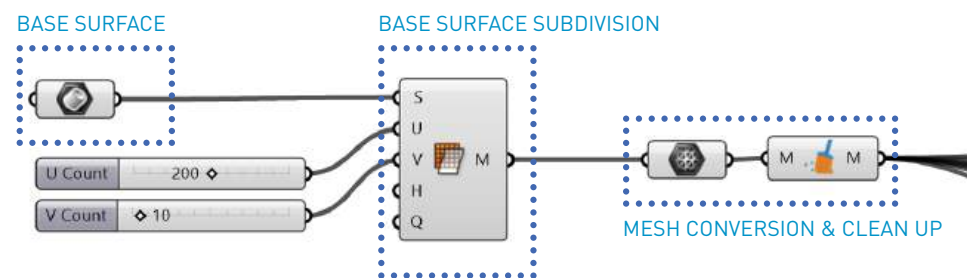 BASE SURFACE
BASE SURFACE SUBDIVISION
S
U
V M
H
Q
U Count 200
V Count 10
M M
MESH CONVERSION & CLEAN UP